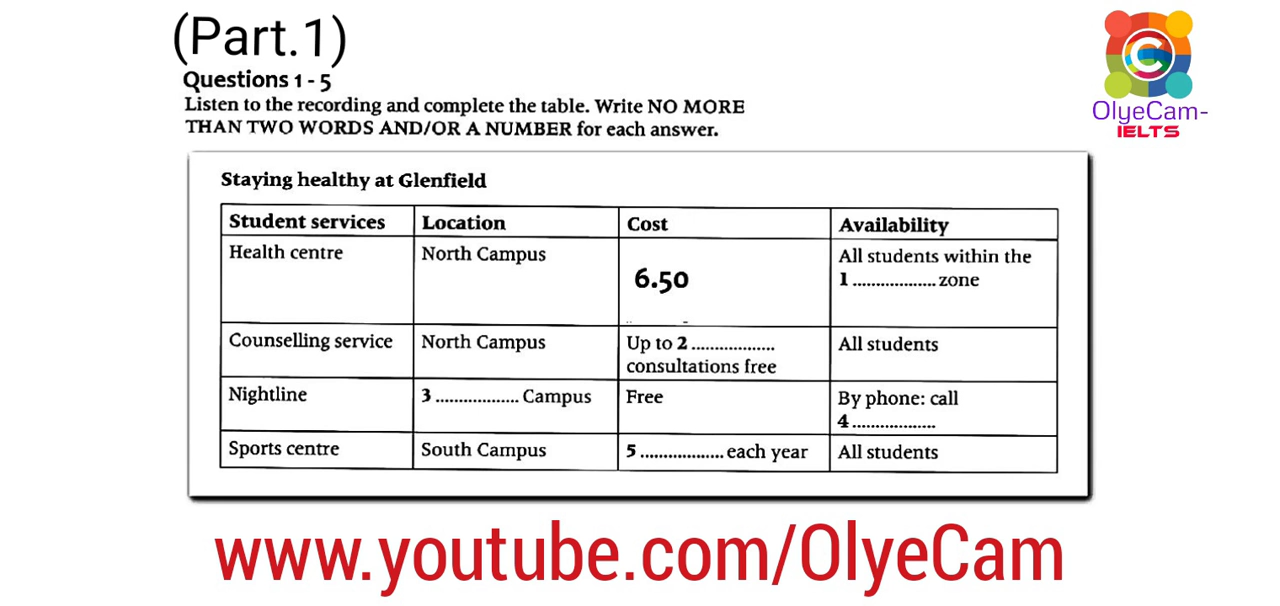 (Part.1)
Questions 1 - 5
Listen to the recording and complete the table. Write NO MORE
THAN TWO WORDS AND/OR A NUMBER for each answer.
OlyeCam-
IELTS
Staying healthy at Glenfield
Student services Location Cost Availability
Health centre North Campus 6.50 All students within the
1 .................. zone
Counselling service North Campus Up to 2 .................. All students
consultations free
Nightline 3 .................. Campus Free By phone: call
4 ..................
Sports centre South Campus 5 .................. each year All students
www.youtube.com/OlyeCam